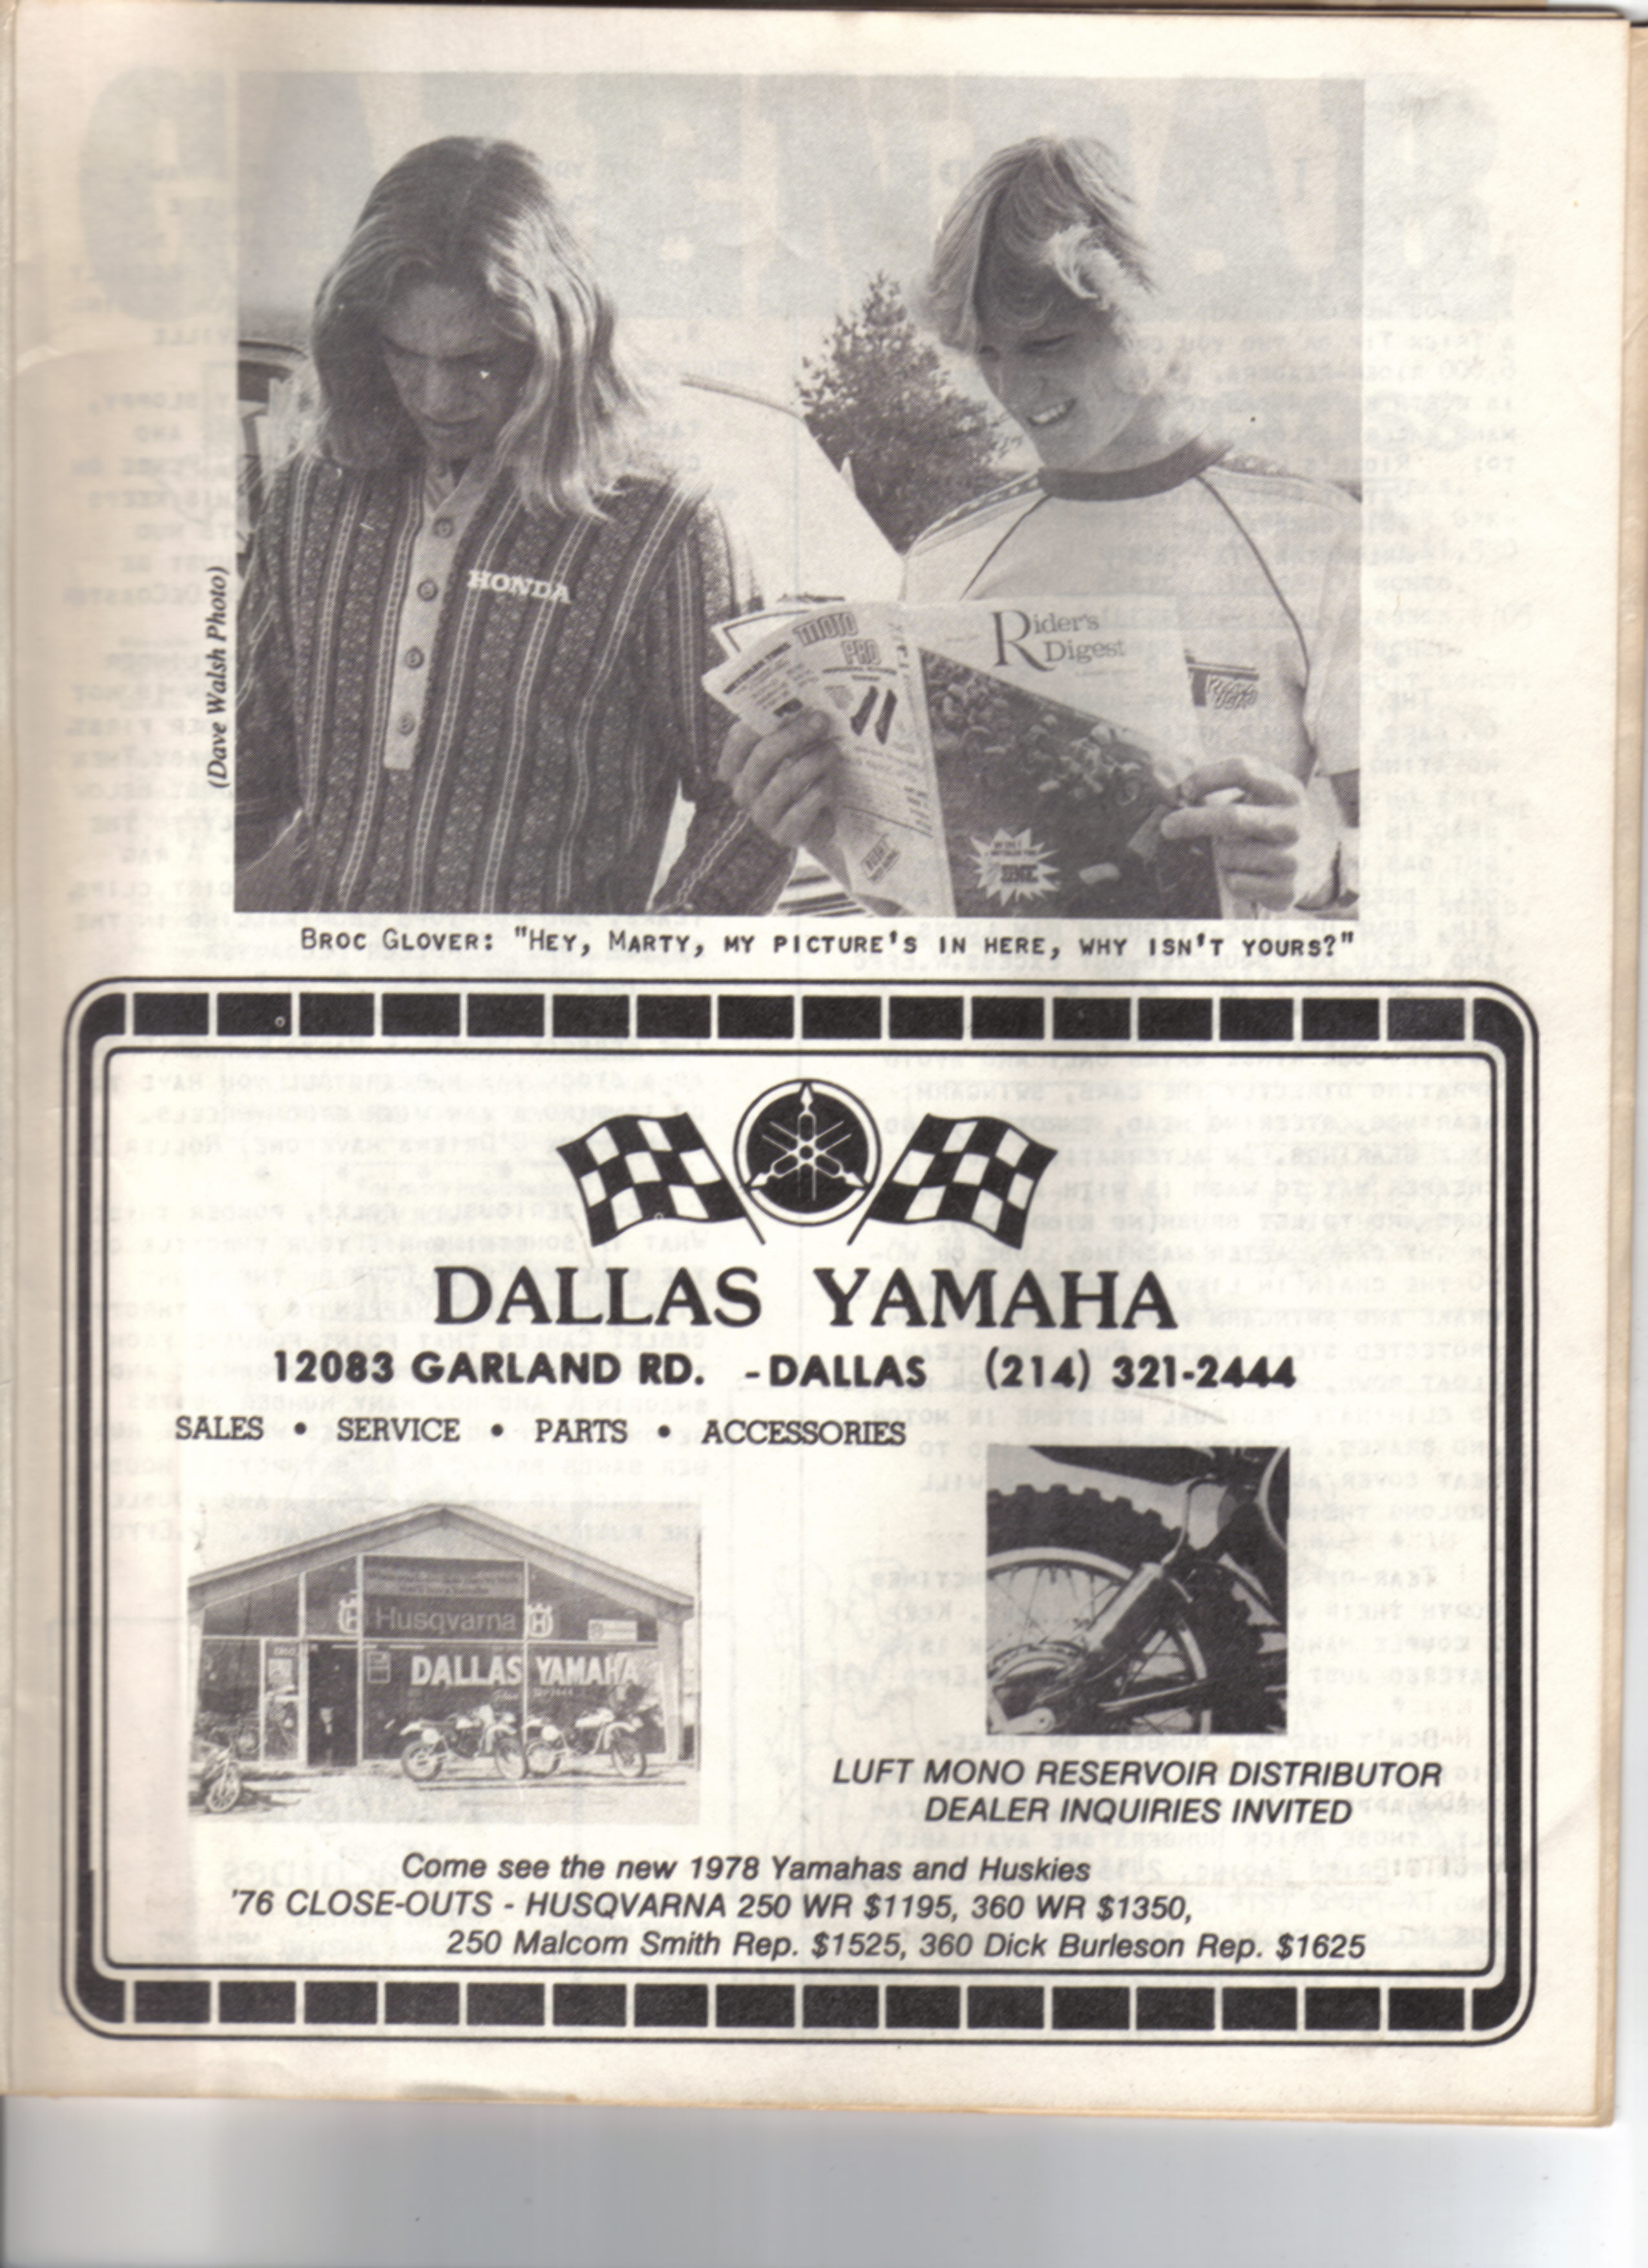 HONDA
MOTO
PRO
Rider's
Digest
(Dave Walsh Photo)
BROC GLOVER: "HEY, MARTY, MY PICTURE'S IN HERE, WHY ISN'T YOURS?"
DALLAS YAMAHA
12083 GARLAND RD. - DALLAS (214) 321-2444
SALES • SERVICE • PARTS • ACCESSORIES
Husqvarna
DALLAS YAMAHA
LUFT MONO RESERVOIR DISTRIBUTOR
DEALER INQUIRIES INVITED
Come see the new 1978 Yamahas and Huskies
'76 CLOSE-OUTS - HUSQVARNA 250 WR $1195, 360 WR $1350,
250 Malcom Smith Rep. $1525, 360 Dick Burleson Rep. $1625